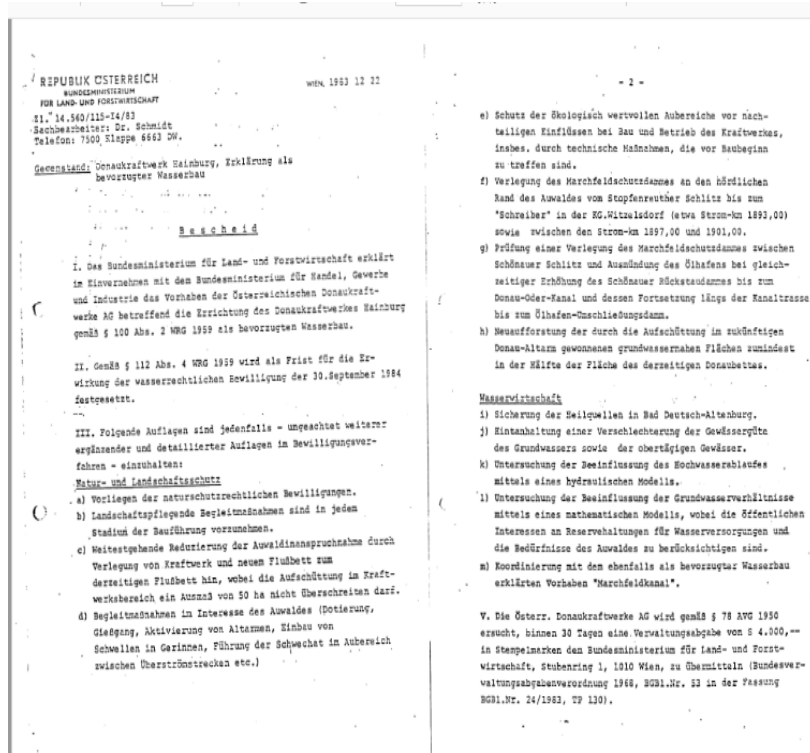 REPUBLIK ÖSTERREICH
BUNDESMINISTERIUM
FÜR LAND- UND FORSTWIRTSCHAFT
WIEN, 1983 12 22
Zl. 14.540/115-I4/83
Sachbearbeiter: Dr. Schmidt
Telefon: 7500 Klappe 6663 DW.
Gegenstand: Donaukraftwerk Hainburg, Erklärung als
bevorzugter Wasserbau
Bescheid
I. Das Bundesministerium für Land- und Forstwirtschaft erklärt
im Einvernehmen mit dem Bundesministerium für Handel, Gewerbe
und Industrie das Vorhaben der Österreichischen Donaukraft-
werke AG betreffend die Errichtung des Donaukraftwerkes Hainburg
gemäß § 100 Abs. 2 WRG 1959 als bevorzugten Wasserbau.
II. Gemäß § 112 Abs. 4 WRG 1959 wird als Frist für die Er-
wirkung der wasserrechtlichen Bewilligung der 30.September 1984
festgesetzt.
III. Folgende Auflagen sind jedenfalls - ungeachtet weiterer
ergänzender und detaillierter Auflagen im Bewilligungsver-
fahren - einzuhalten:
Natur- und Landschaftsschutz
a) Vorliegen der naturschutzrechtlichen Bewilligungen.
b) Landschaftspflegende Begleitmaßnahmen sind in jedem
Stadium der Bauführung vorzunehmen.
c) Weitestgehende Reduzierung der Auwaldinanspruchnahme durch
Verlegung von Kraftwerk und neuem Flußbett zum
derzeitigen Flußbett hin, wobei die Aufschüttung im Kraft-
werksbereich ein Ausmaß von 50 ha nicht überschreiten darf.
d) Begleitmaßnahmen im Interesse des Auwaldes (Dotierung,
Gießgang, Aktivierung von Altarmen, Einbau von
Schwellen in Gerinnen, Führung der Schwechat im Aubereich
zwischen Überströmstrecken etc.)
- 2 -
e) Schutz der ökologisch wertvollen Aubereiche vor nach-
teiligen Einflüssen bei Bau und Betrieb des Kraftwerkes,
insbes. durch technische Maßnahmen, die vor Baubeginn
zu treffen sind.
f) Verlegung des Marchfeldschutzdammes an den nördlichen
Rand des Auwaldes vom Stopfenreuther Schlitz bis zum
"Schreiber" in der KG.Witzelsdorf (etwa Strom-km 1893,00)
sowie zwischen den Strom-km 1897,00 und 1901,00.
g) Prüfung einer Verlegung des Marchfeldschutzdammes zwischen
Schönauer Schlitz und Ausmündung des Ölhafens bei gleich-
zeitiger Erhöhung des Schönauer Rückstaudammes bis zum
Donau-Oder-Kanal und dessen Fortsetzung längs der Kanaltrasse
bis zum Ölhafen-Umschließungsdamm.
h) Neuaufforstung der durch die Aufschüttung im zukünftigen
Donau-Altarm gewonnenen grundwassernahen Flächen zumindest
in der Hälfte der Fläche des derzeitigen Donaubettes.
Wasserwirtschaft
i) Sicherung der Heilquellen in Bad Deutsch-Altenburg.
j) Hintanhaltung einer Verschlechterung der Gewässergüte
des Grundwassers sowie der obertägigen Gewässer.
k) Untersuchung der Beeinflussung des Hochwasserablaufes
mittels eines hydraulischen Modells.
l) Untersuchung der Beeinflussung der Grundwasserverhältnisse
mittels eines mathematischen Modells, wobei die öffentlichen
Interessen an Reservehaltungen für Wasserversorgungen und
die Bedürfnisse des Auwaldes zu berücksichtigen sind.
m) Koordinierung mit dem ebenfalls als bevorzugter Wasserbau
erklärten Vorhaben "Marchfeldkanal".
V. Die Österr. Donaukraftwerke AG wird gemäß § 78 AVG 1950
ersucht, binnen 30 Tagen eine Verwaltungsabgabe von S 4.000,--
in Stempelmarken dem Bundesministerium für Land- und Forst-
wirtschaft, Stubenring 1, 1010 Wien, zu übermitteln (Bundesver-
waltungsabgabenverordnung 1968, BGBl.Nr. 53 in der Fassung
BGBl.Nr. 24/1983, TP 130).